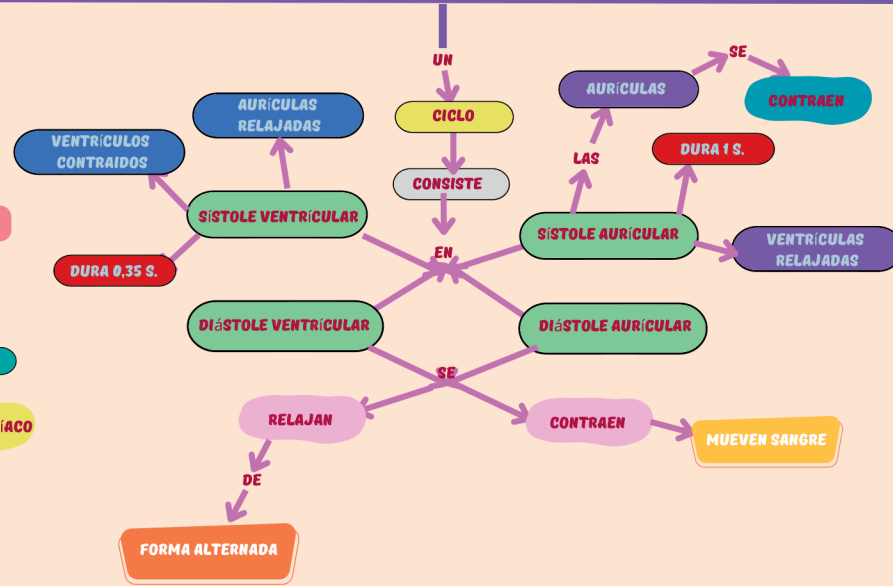 UN
SE
AURÍCULAS
CONTRAEN
AURÍCULAS
RELAJADAS
CICLO
VENTRÍCULOS
CONTRAIDOS
LAS
DURA 1 S.
CONSISTE
SÍSTOLE VENTRÍCULAR
SÍSTOLE AURÍCULAR
EN
VENTRÍCULAS
RELAJADAS
DURA 0,35 S.
DIÁSTOLE VENTRÍCULAR
DIÁSTOLE AURÍCULAR
SE
RELAJAN
CONTRAEN
ÍACO
MUEVEN SANGRE
DE
FORMA ALTERNADA